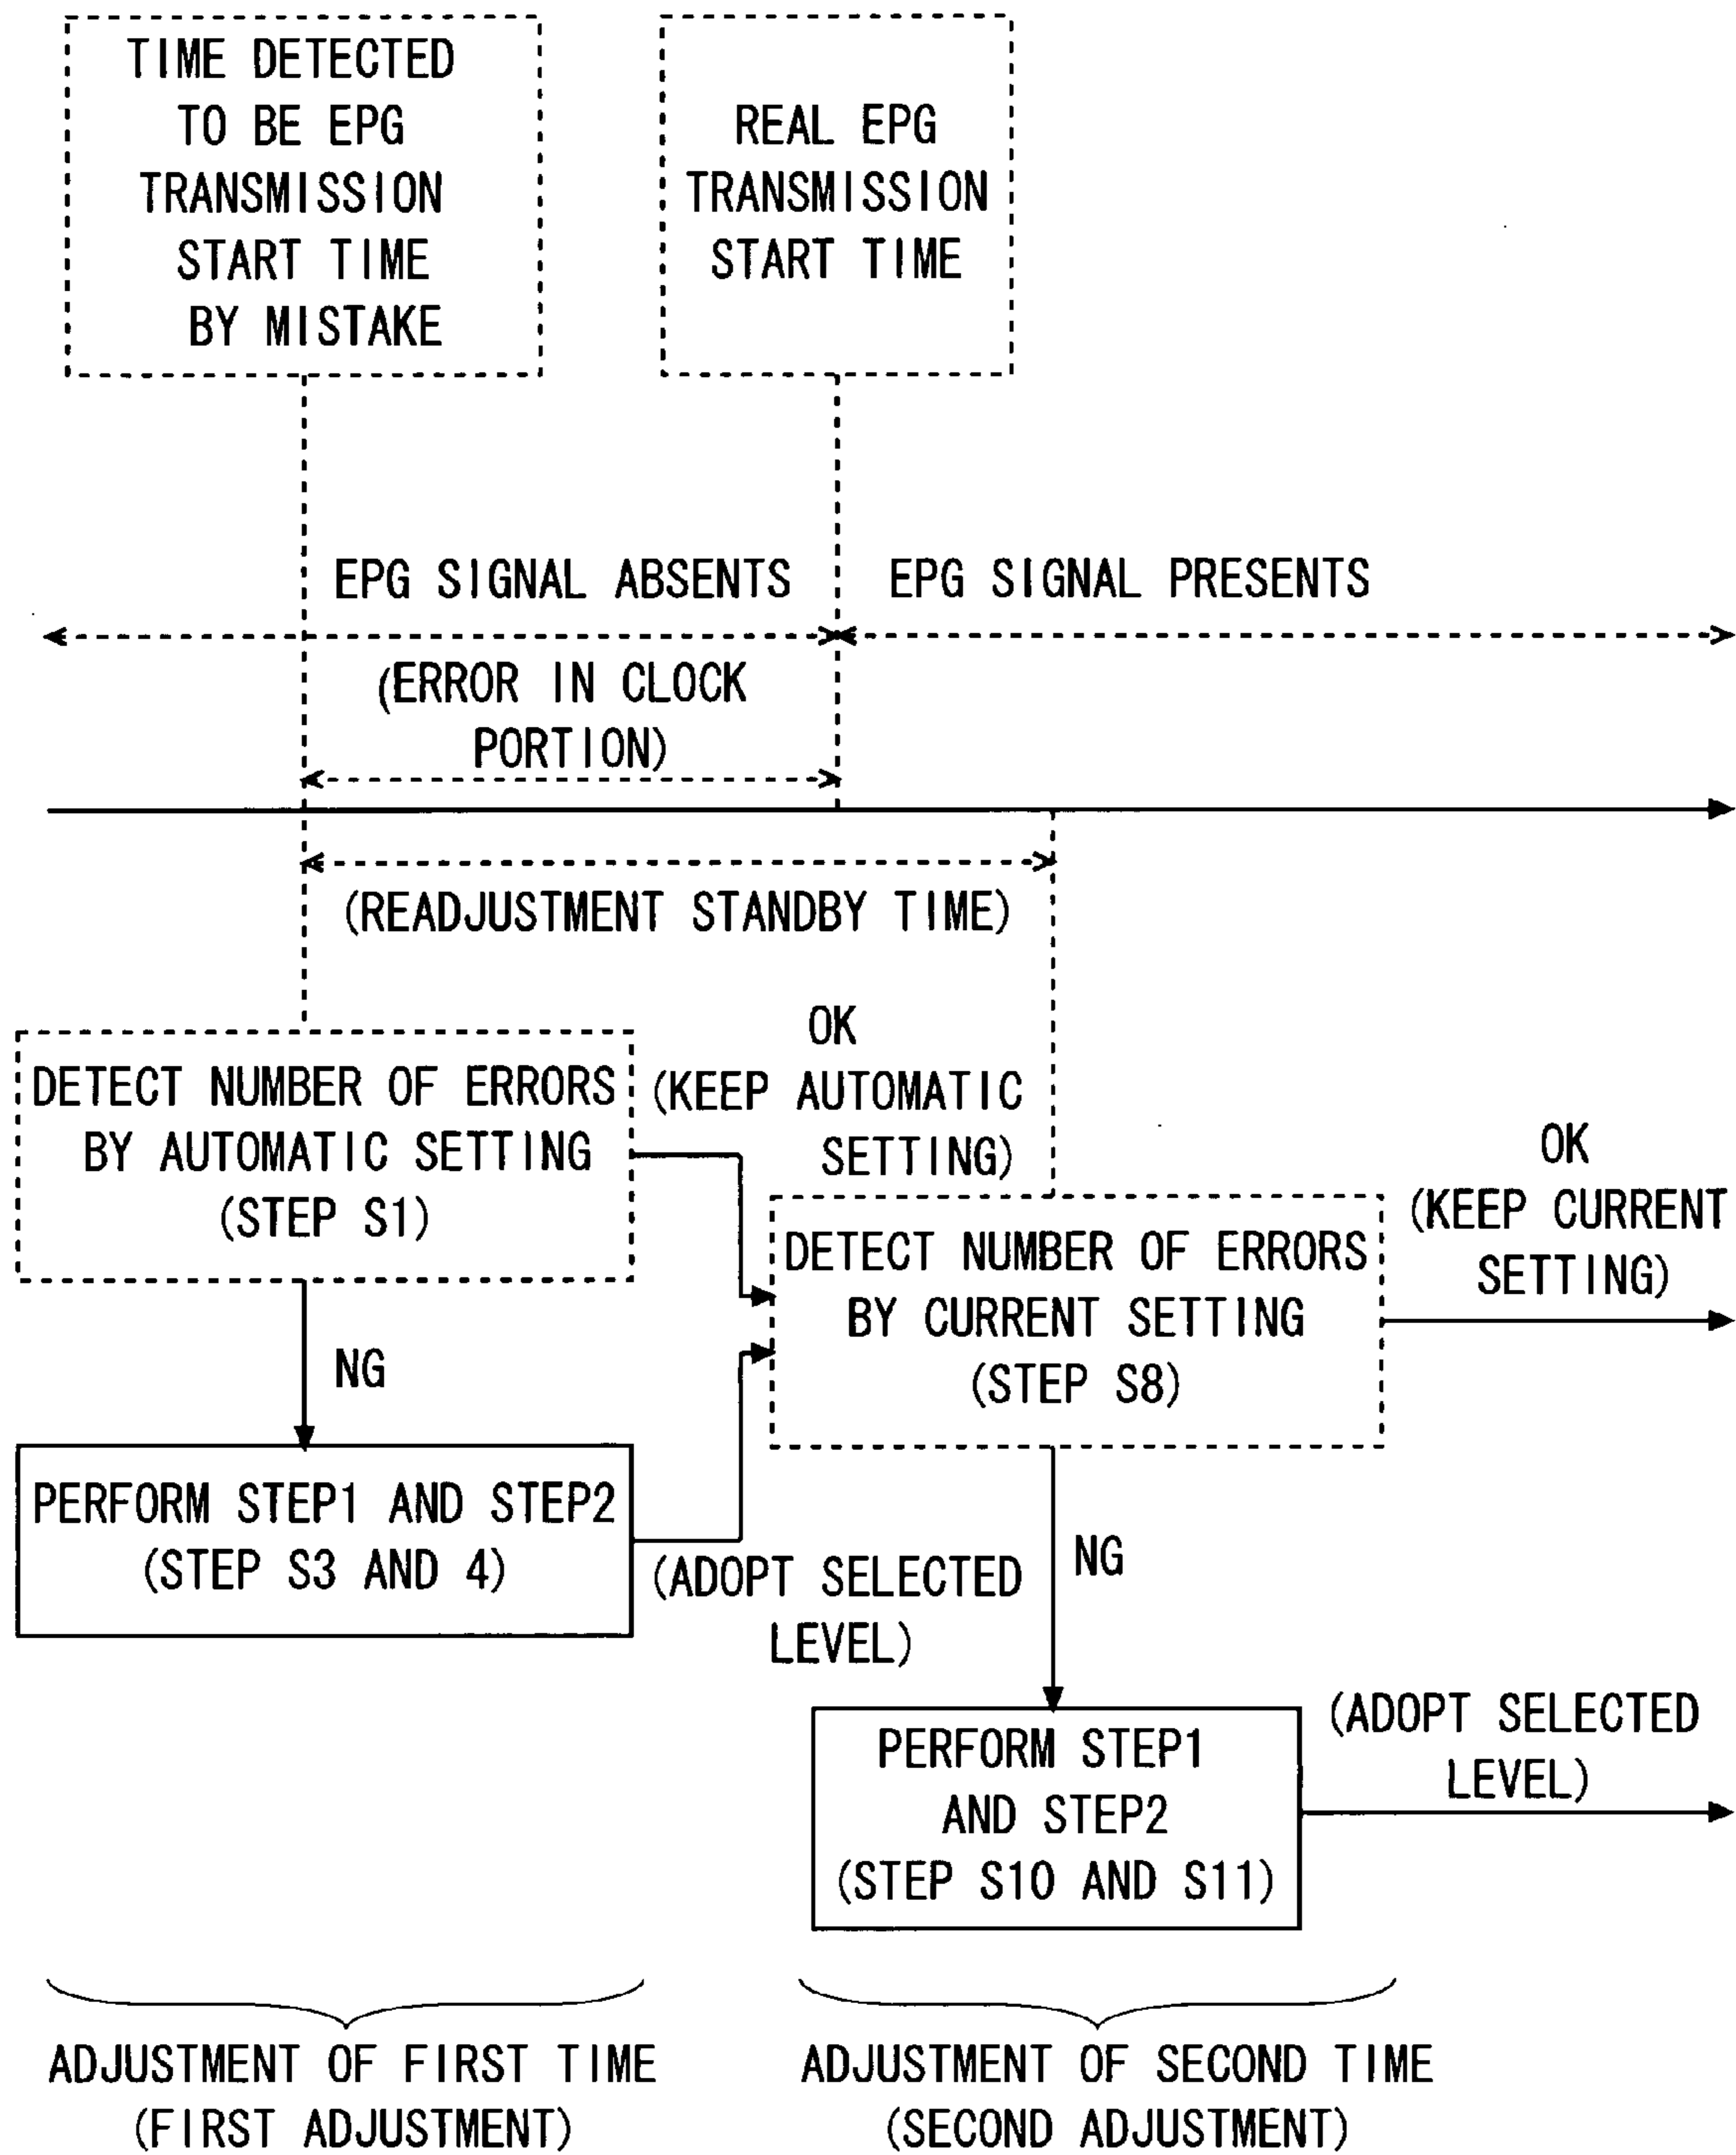 TIME DETECTED
TO BE EPG
TRANSMISSION
START TIME
BY MISTAKE
REAL EPG
TRANSMISSION
START TIME
EPG SIGNAL ABSENTS
EPG SIGNAL PRESENTS
(ERROR IN CLOCK
PORTION)
(READJUSTMENT STANDBY TIME)
DETECT NUMBER OF ERRORS
BY AUTOMATIC SETTING
(STEP S1)
OK
(KEEP AUTOMATIC
SETTING)
DETECT NUMBER OF ERRORS
BY CURRENT SETTING
(STEP S8)
OK
(KEEP CURRENT
SETTING)
NG
PERFORM STEP1 AND STEP2
(STEP S3 AND 4)
(ADOPT SELECTED
LEVEL)
NG
PERFORM STEP1
AND STEP2
(STEP S10 AND S11)
(ADOPT SELECTED
LEVEL)
ADJUSTMENT OF FIRST TIME
(FIRST ADJUSTMENT)
ADJUSTMENT OF SECOND TIME
(SECOND ADJUSTMENT)